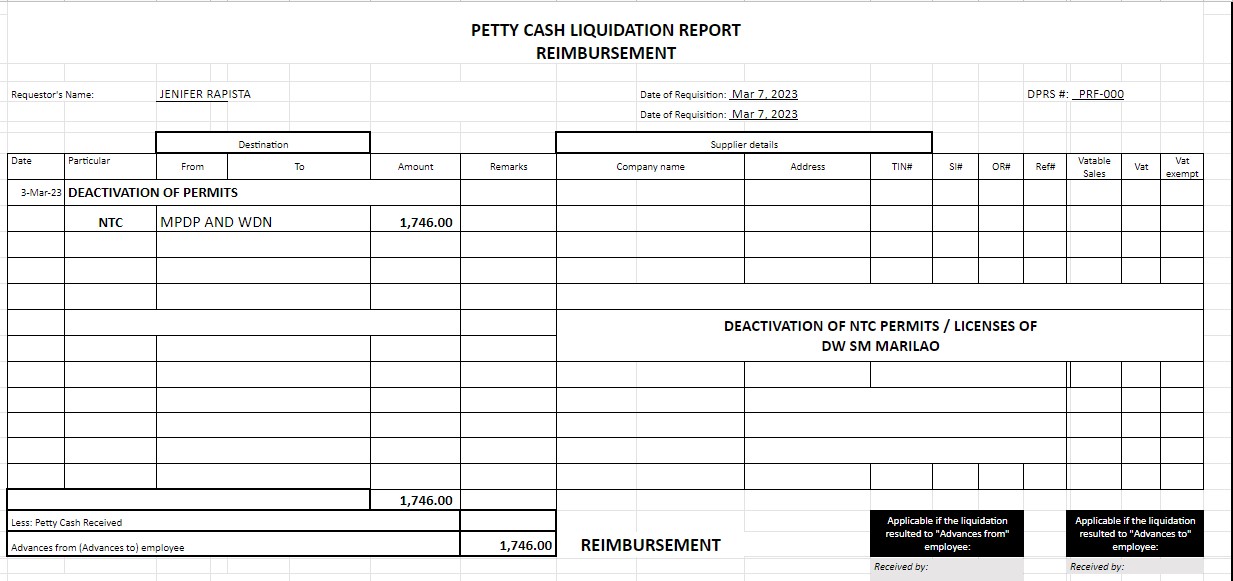 PETTY CASH LIQUIDATION REPORT
REIMBURSEMENT
Requestor's Name: JENIFER RAPISTA Date of Requisition: Mar 7, 2023 DPRS #: PRF-000
Date of Requisition: Mar 7, 2023
Destination Supplier details
Date Particular From To Amount Remarks Company name Address TIN# SI# OR# Ref# Vatable Sales Vat Vat exempt
3-Mar-23 DEACTIVATION OF PERMITS
NTC MPDP AND WDN 1,746.00
DEACTIVATION OF NTC PERMITS / LICENSES OF
DW SM MARILAO
1,746.00
Less: Petty Cash Received
Advances from (Advances to) employee 1,746.00 REIMBURSEMENT
Applicable if the liquidation
resulted to "Advances from"
employee:
Received by:
Applicable if the liquidation
resulted to "Advances to"
employee:
Received by: